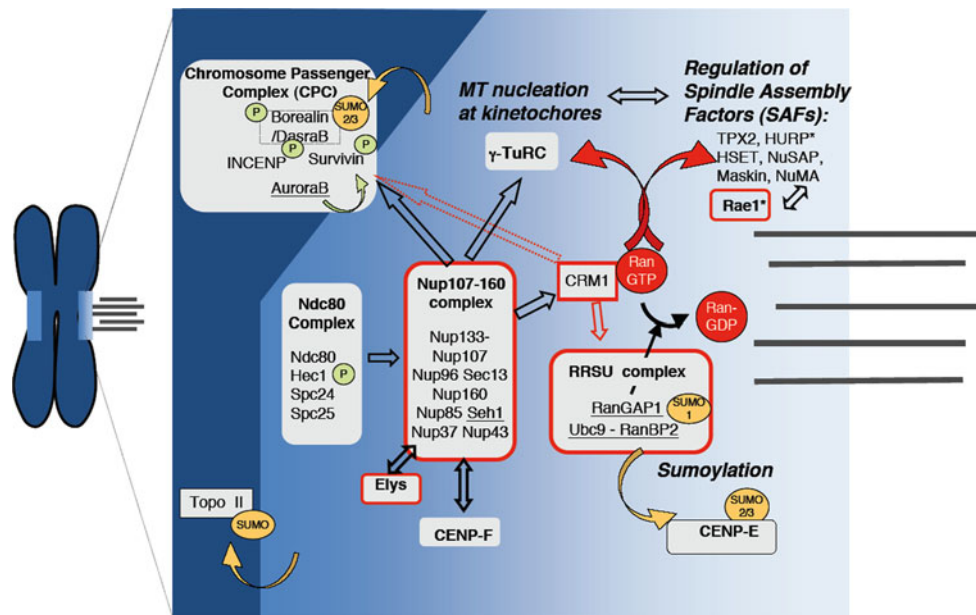 Chromosome Passenger
Complex (CPC)
P
Borealin
/DasraB
SUMO
2/3
P
INCENP
Survivin
P
AuroraB
MT nucleation
at kinetochores
γ-TuRC
Regulation of
Spindle Assembly
Factors (SAFs):
TPX2, HURP*
HSET, NuSAP,
Maskin, NuMA
Rae1*
Ran
GTP
CRM1
Ran-
GDP
Ndc80
Complex
Ndc80
Hec1
P
Spc24
Spc25
Nup107-160
complex
Nup133-
Nup107
Nup96 Sec13
Nup160
Nup85 Seh1
Nup37 Nup43
RRSU complex
RanGAP1
SUMO
1
Ubc9 - RanBP2
Elys
CENP-F
Sumoylation
SUMO
2/3
CENP-E
Topo II
SUMO